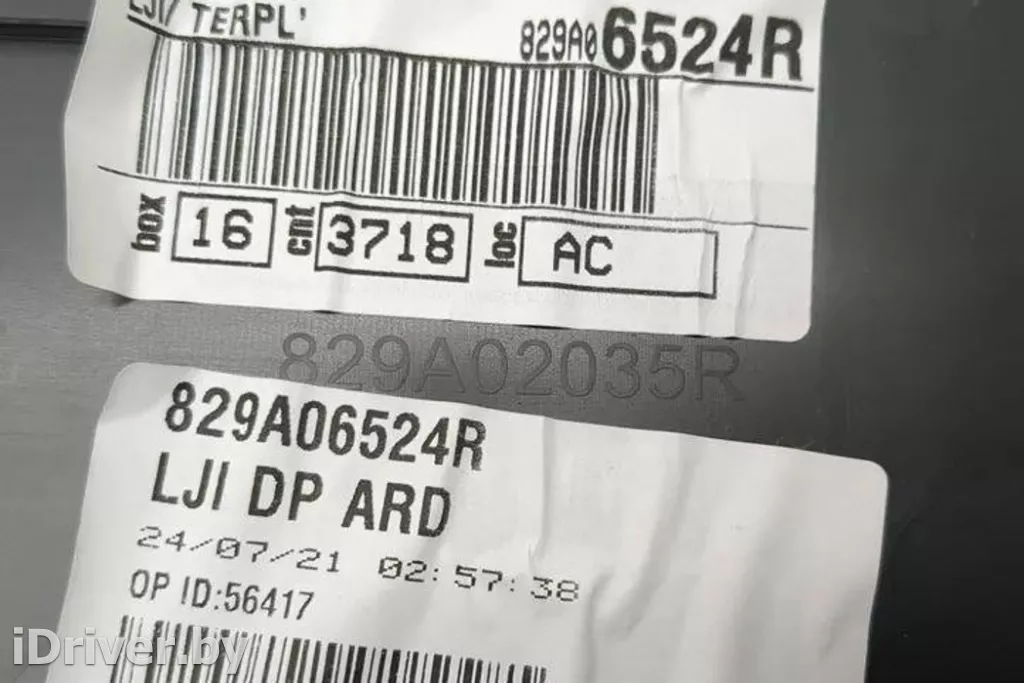 LJI/ TERPL'
829A06524R
box 16 cnt 3718 loc AC
829A02035R
829A06524R
LJI DP ARD
24/07/21 02:57:38
OP ID:56417
iDriver.by